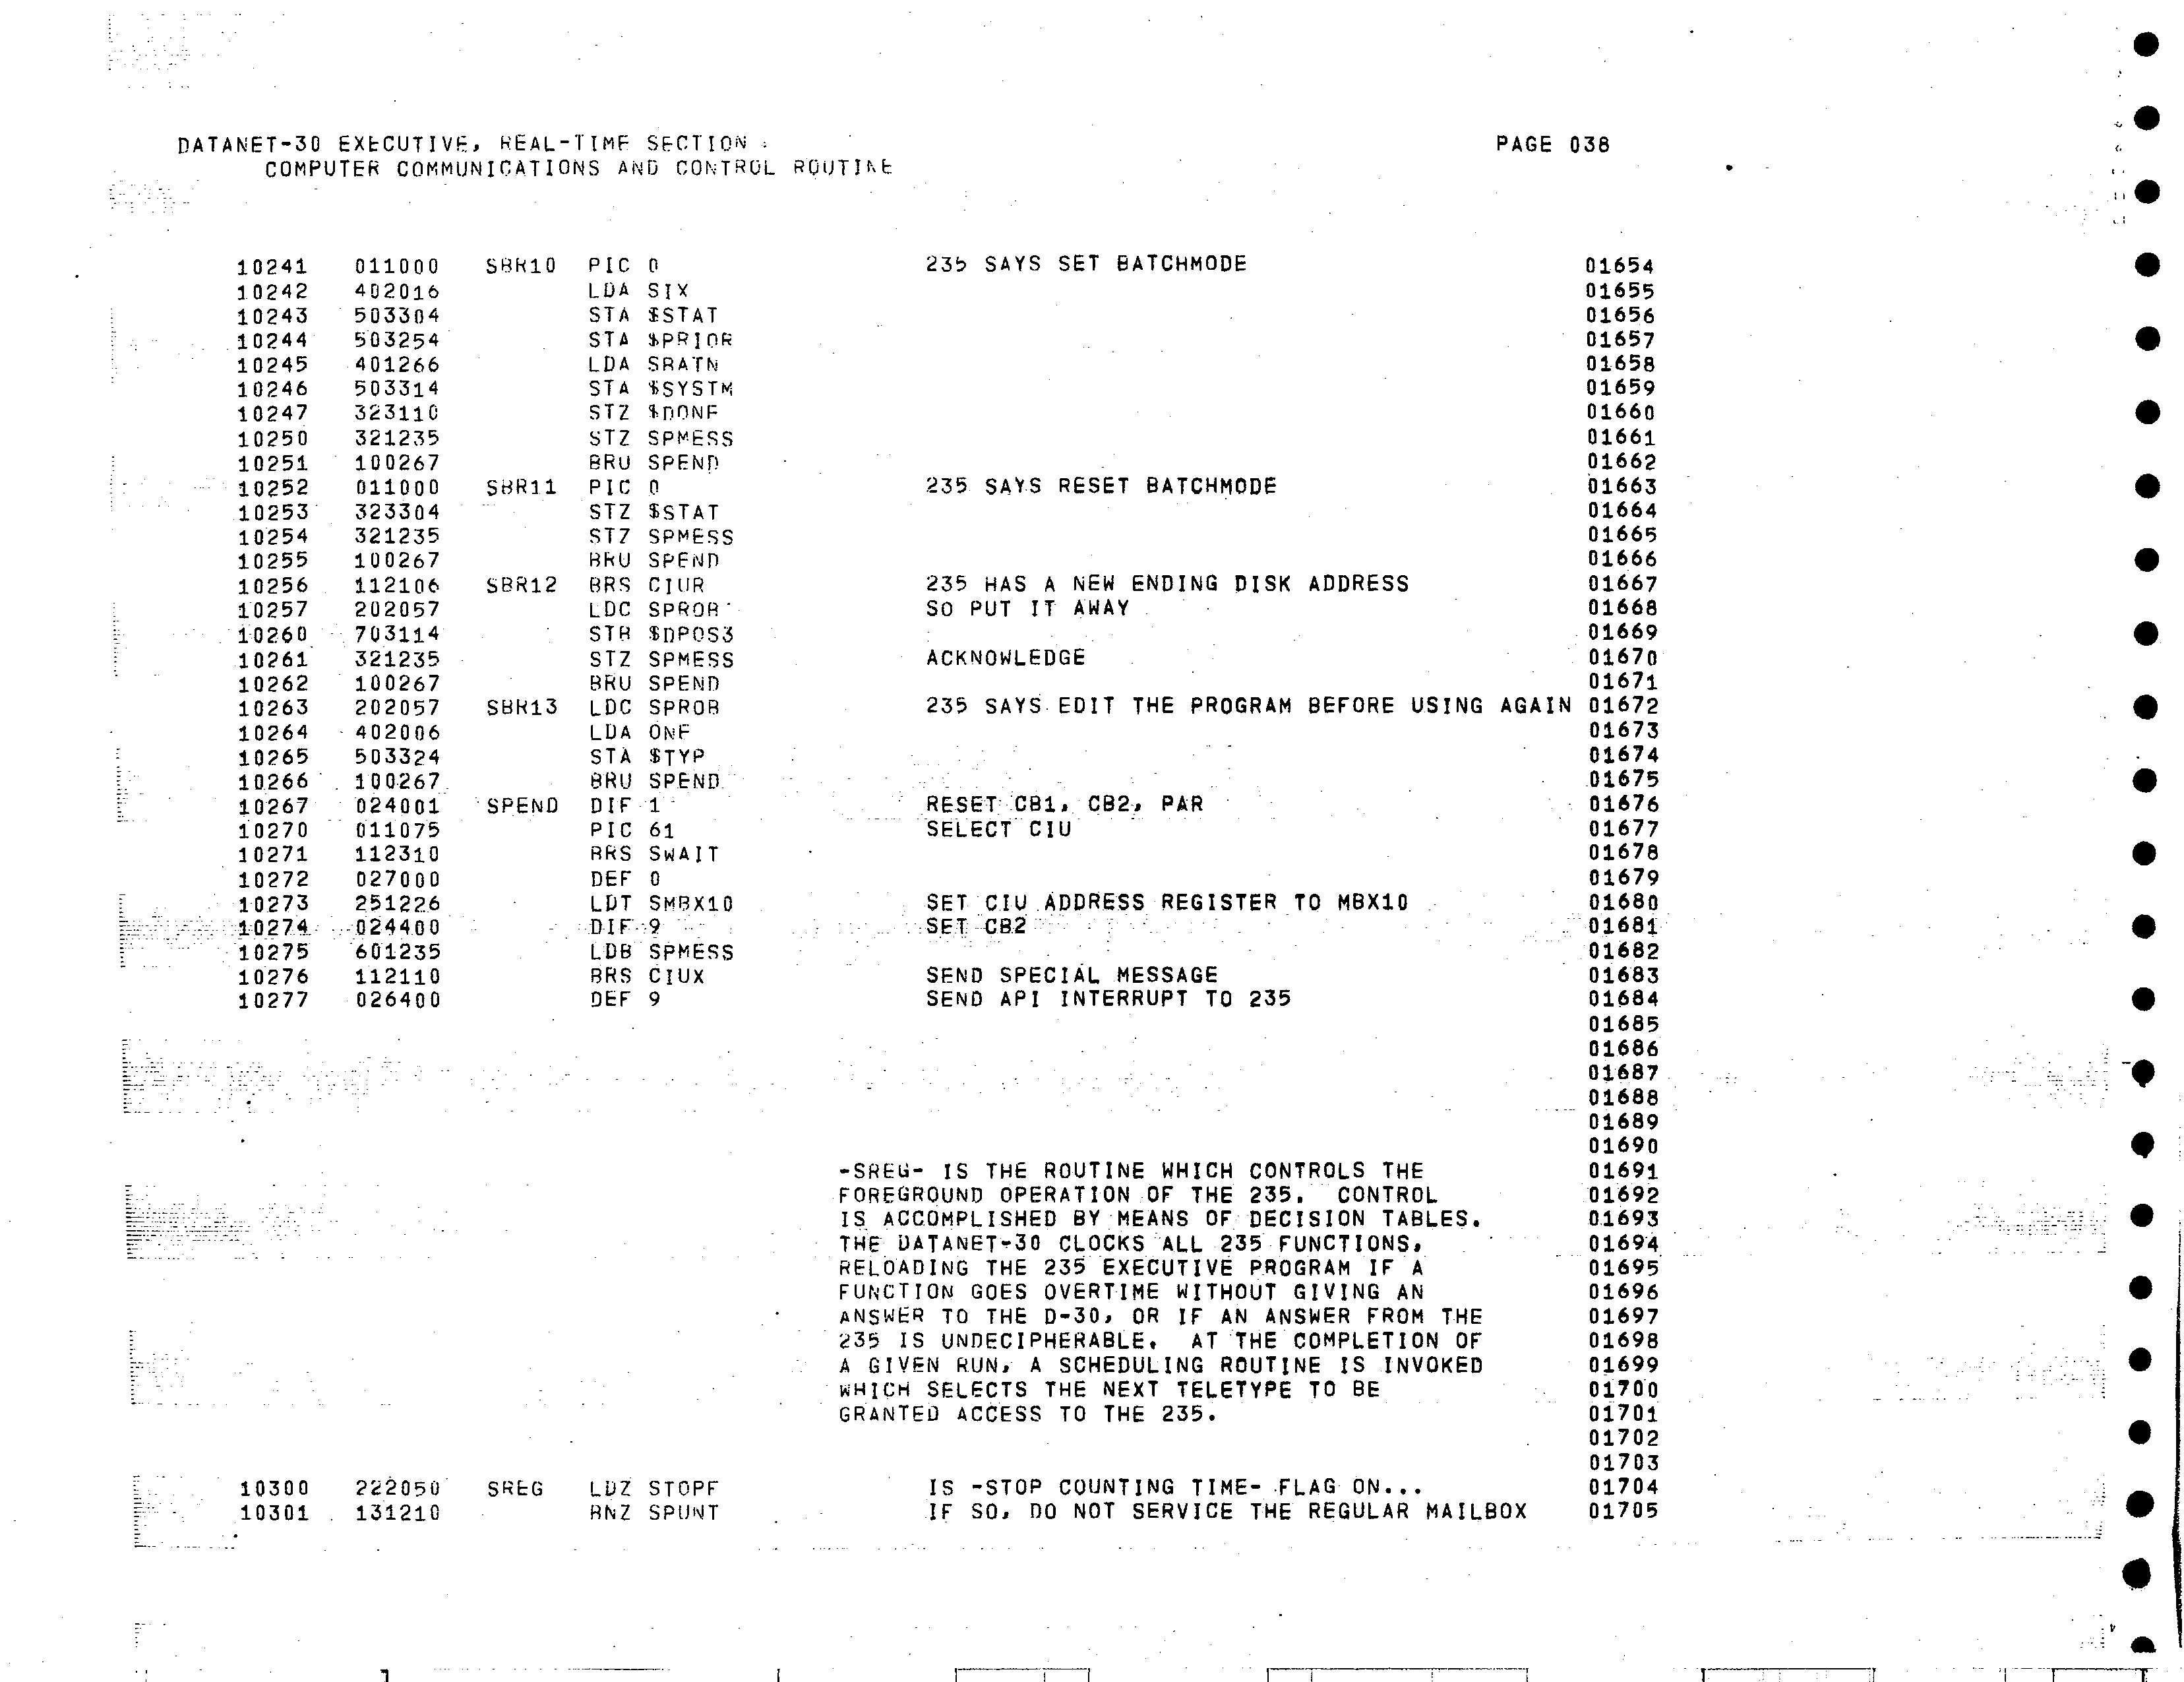 DATANET-30 EXECUTIVE, REAL-TIME SECTION PAGE 038
COMPUTER COMMUNICATIONS AND CONTROL ROUTINE
10241 011000 SBR10 PIC 0 235 SAYS SET BATCHMODE 01654
10242 402016 LDA SIX 01655
10243 503304 STA $STAT 01656
10244 503254 STA $PRIOR 01657
10245 401266 LDA SRATN 01658
10246 503314 STA $SYSTM 01659
10247 323110 STZ $DONE 01660
10250 321235 STZ SPMESS 01661
10251 100267 BRU SPEND 01662
10252 011000 SBR11 PIC 0 235 SAYS RESET BATCHMODE 01663
10253 323304 STZ $STAT 01664
10254 321235 STZ SPMESS 01665
10255 100267 BRU SPEND 01666
10256 112106 SBR12 BRS CIUR 235 HAS A NEW ENDING DISK ADDRESS 01667
10257 202057 LDC SPROB SO PUT IT AWAY 01668
10260 703114 STB $DPOS3 01669
10261 321235 STZ SPMESS ACKNOWLEDGE 01670
10262 100267 BRU SPEND 01671
10263 202057 SBR13 LDC SPROB 235 SAYS EDIT THE PROGRAM BEFORE USING AGAIN 01672
10264 402006 LDA ONE 01673
10265 503324 STA $TYP 01674
10266 100267 BRU SPEND 01675
10267 024001 SPEND DIF 1 RESET CB1, CB2, PAR 01676
10270 011075 PIC 61 SELECT CIU 01677
10271 112310 BRS SWAIT 01678
10272 027000 DEF 0 01679
10273 251226 LDT SMBX10 SET CIU ADDRESS REGISTER TO MBX10 01680
10274 024400 DIF 9 SET CB2 01681
10275 601235 LDB SPMESS 01682
10276 112110 BRS CIUX SEND SPECIAL MESSAGE 01683
10277 026400 DEF 9 SEND API INTERRUPT TO 235 01684
01685
01686
01687
01688
01689
01690
-SREG- IS THE ROUTINE WHICH CONTROLS THE 01691
FOREGROUND OPERATION OF THE 235. CONTROL 01692
IS ACCOMPLISHED BY MEANS OF DECISION TABLES. 01693
THE DATANET-30 CLOCKS ALL 235 FUNCTIONS, 01694
RELOADING THE 235 EXECUTIVE PROGRAM IF A 01695
FUNCTION GOES OVERTIME WITHOUT GIVING AN 01696
ANSWER TO THE D-30, OR IF AN ANSWER FROM THE 01697
235 IS UNDECIPHERABLE. AT THE COMPLETION OF 01698
A GIVEN RUN, A SCHEDULING ROUTINE IS INVOKED 01699
WHICH SELECTS THE NEXT TELETYPE TO BE 01700
GRANTED ACCESS TO THE 235. 01701
01702
01703
10300 222050 SREG LDZ STOPF IS -STOP COUNTING TIME- FLAG ON... 01704
10301 131210 BNZ SPUNT IF SO, DO NOT SERVICE THE REGULAR MAILBOX 01705